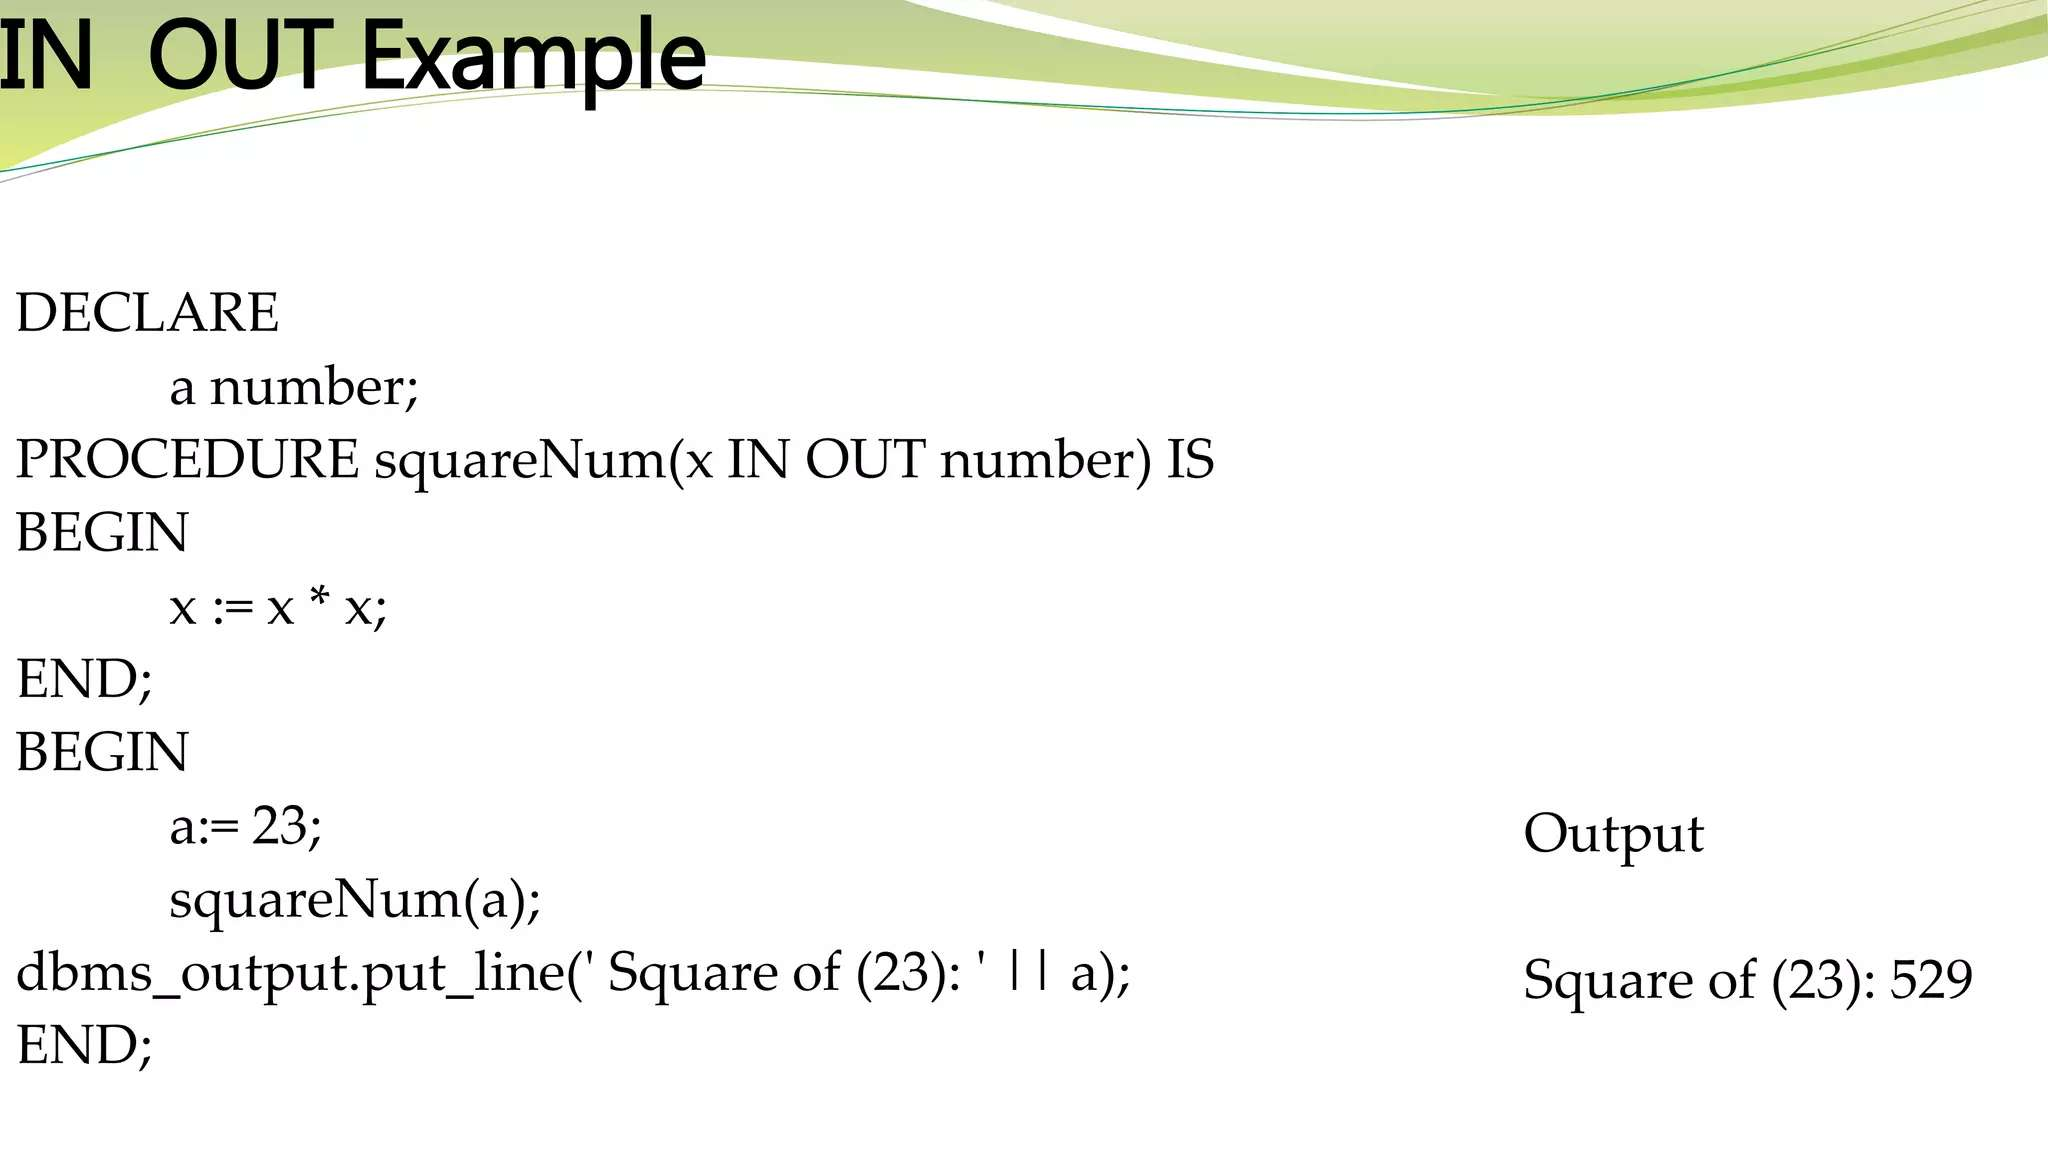 IN OUT Example
DECLARE
a number;
PROCEDURE squareNum(x IN OUT number) IS
BEGIN
x := x * x;
END;
BEGIN
a:= 23;
squareNum(a);
dbms_output.put_line(' Square of (23): ' || a);
END;
Output
Square of (23): 529